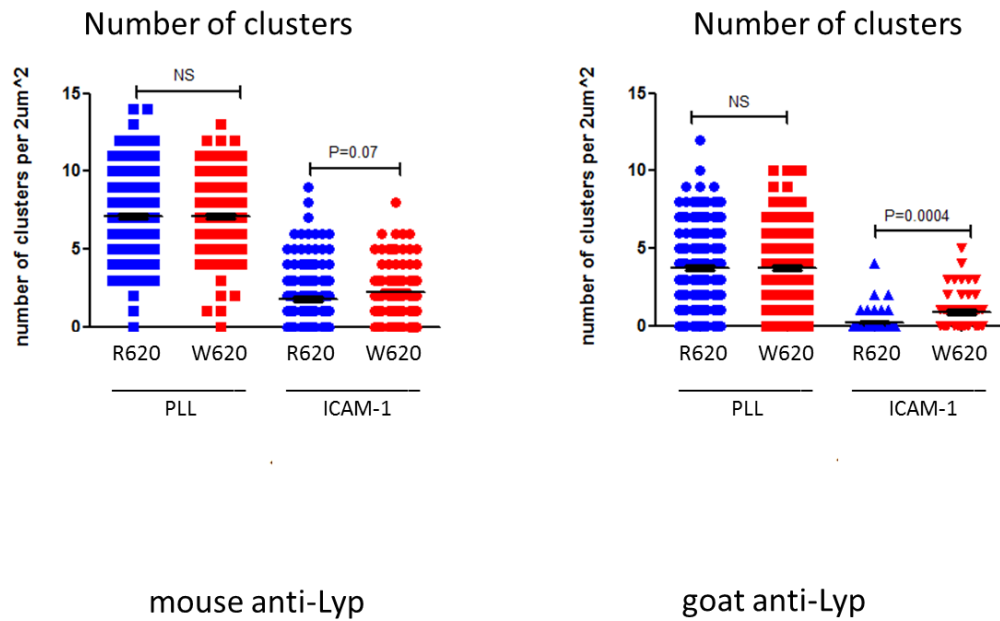 Number of clusters
number of clusters per 2um^2
15
10
5
0
NS
P=0.07
R620
W620
R620
W620
PLL
ICAM-1
mouse anti-Lyp
Number of clusters
number of clusters per 2um^2
15
10
5
0
NS
P=0.0004
R620
W620
R620
W620
PLL
ICAM-1
goat anti-Lyp